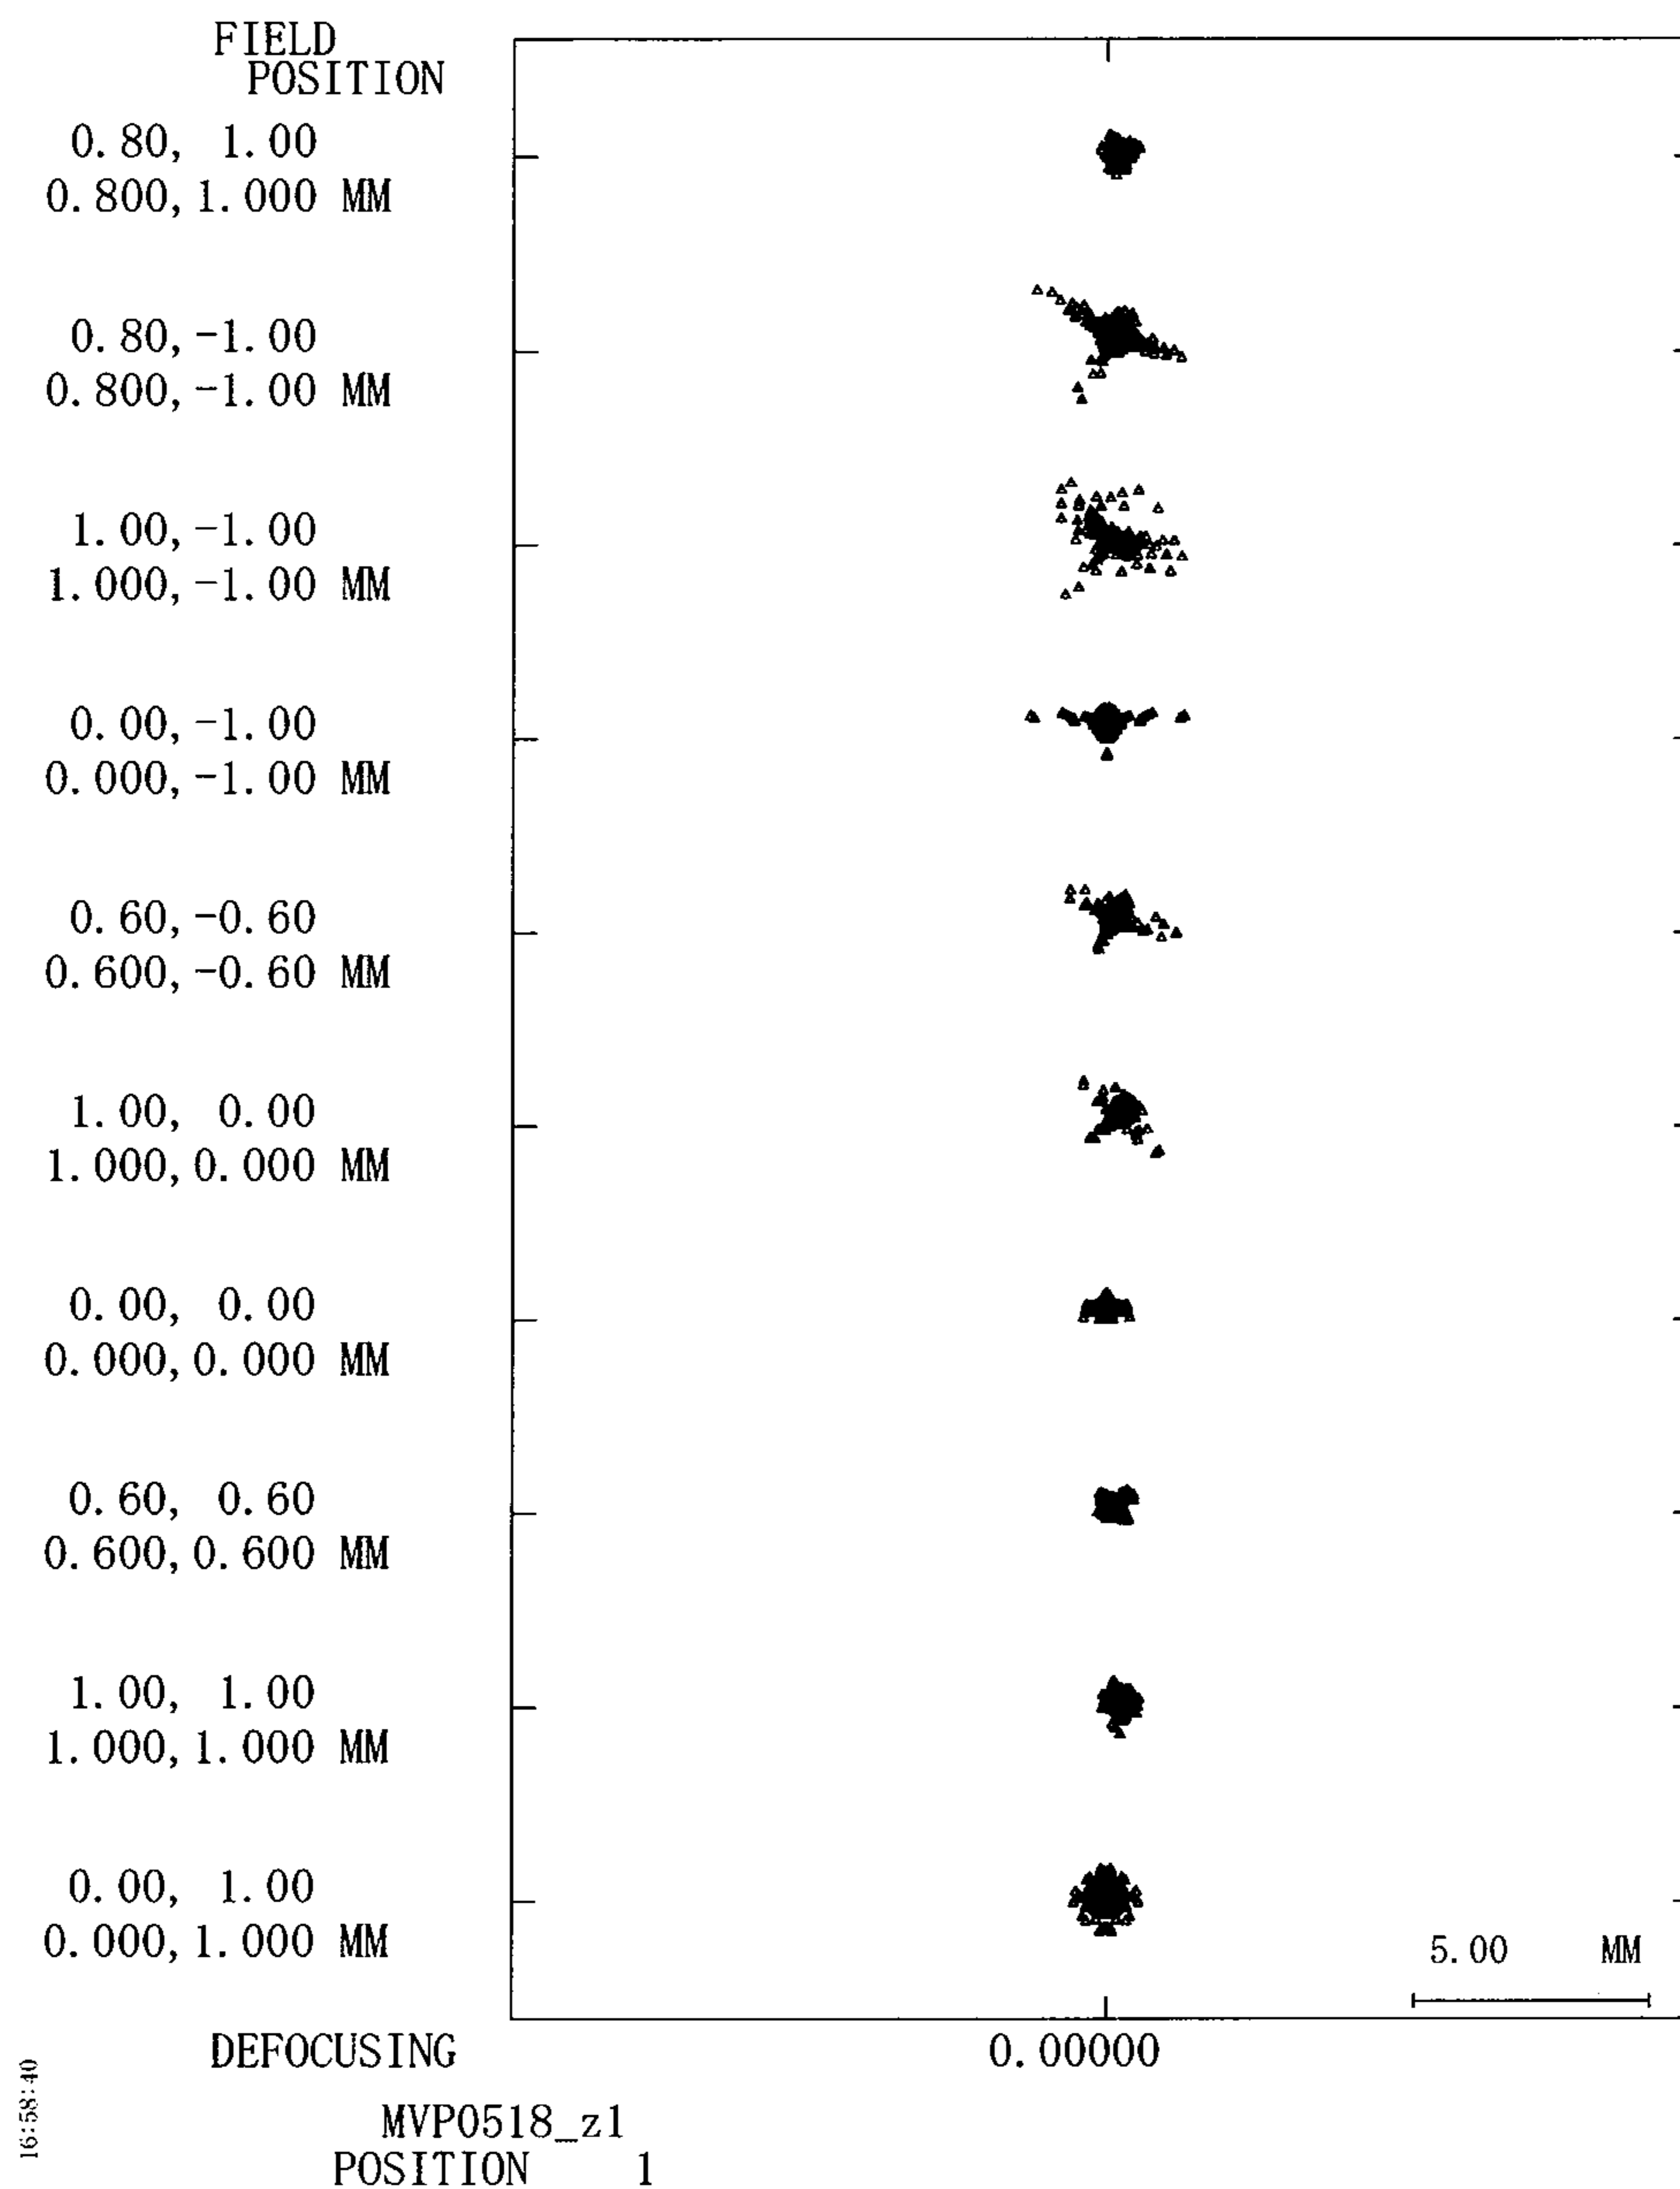 FIELD
POSITION
0.80, 1.00
0.800, 1.000 MM
0.80, -1.00
0.800, -1.00 MM
1.00, -1.00
1.000, -1.00 MM
0.00, -1.00
0.000, -1.00 MM
0.60, -0.60
0.600, -0.60 MM
1.00, 0.00
1.000, 0.000 MM
0.00, 0.00
0.000, 0.000 MM
0.60, 0.60
0.600, 0.600 MM
1.00, 1.00
1.000, 1.000 MM
0.00, 1.00
0.000, 1.000 MM
5.00 MM
DEFOCUSING 0.00000
16:58:40
MVP0518_z1
POSITION 1